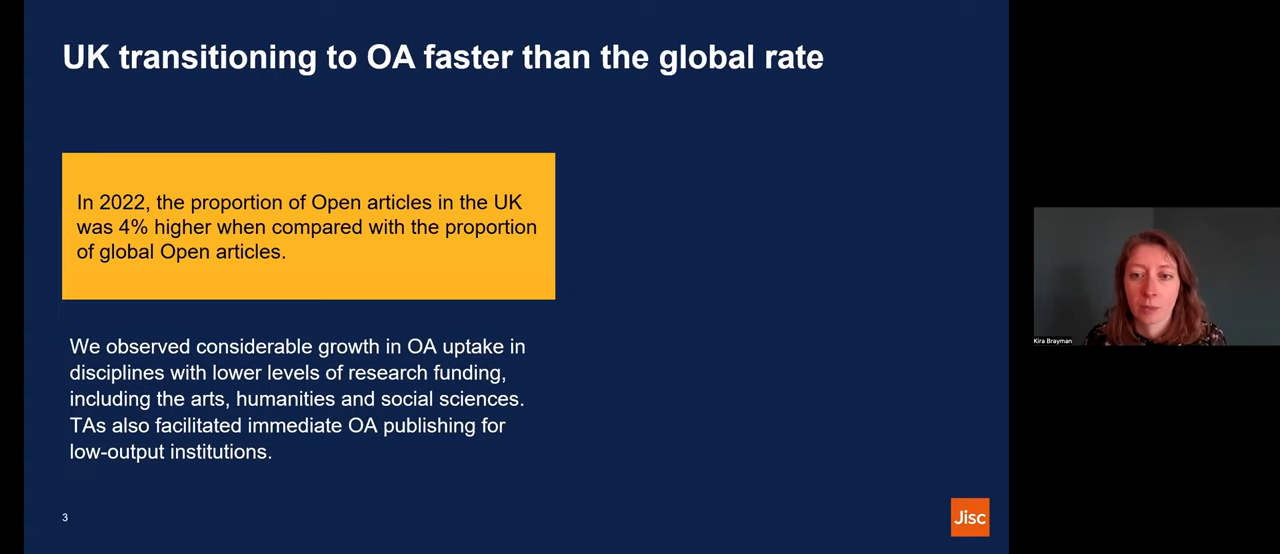 UK transitioning to OA faster than the global rate
In 2022, the proportion of Open articles in the UK
was 4% higher when compared with the proportion
of global Open articles.
We observed considerable growth in OA uptake in
disciplines with lower levels of research funding,
including the arts, humanities and social sciences.
TAs also facilitated immediate OA publishing for
low-output institutions.
3
Jisc
Kira Brayman